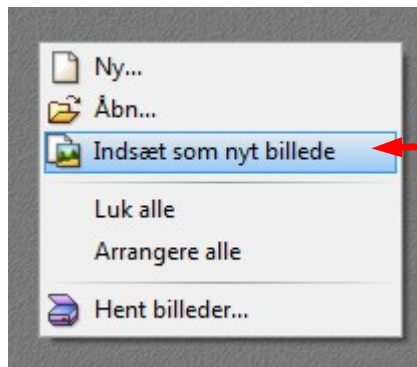 Ny...
Åbn...
Indsæt som nyt billede
Luk alle
Arrangere alle
Hent billeder...